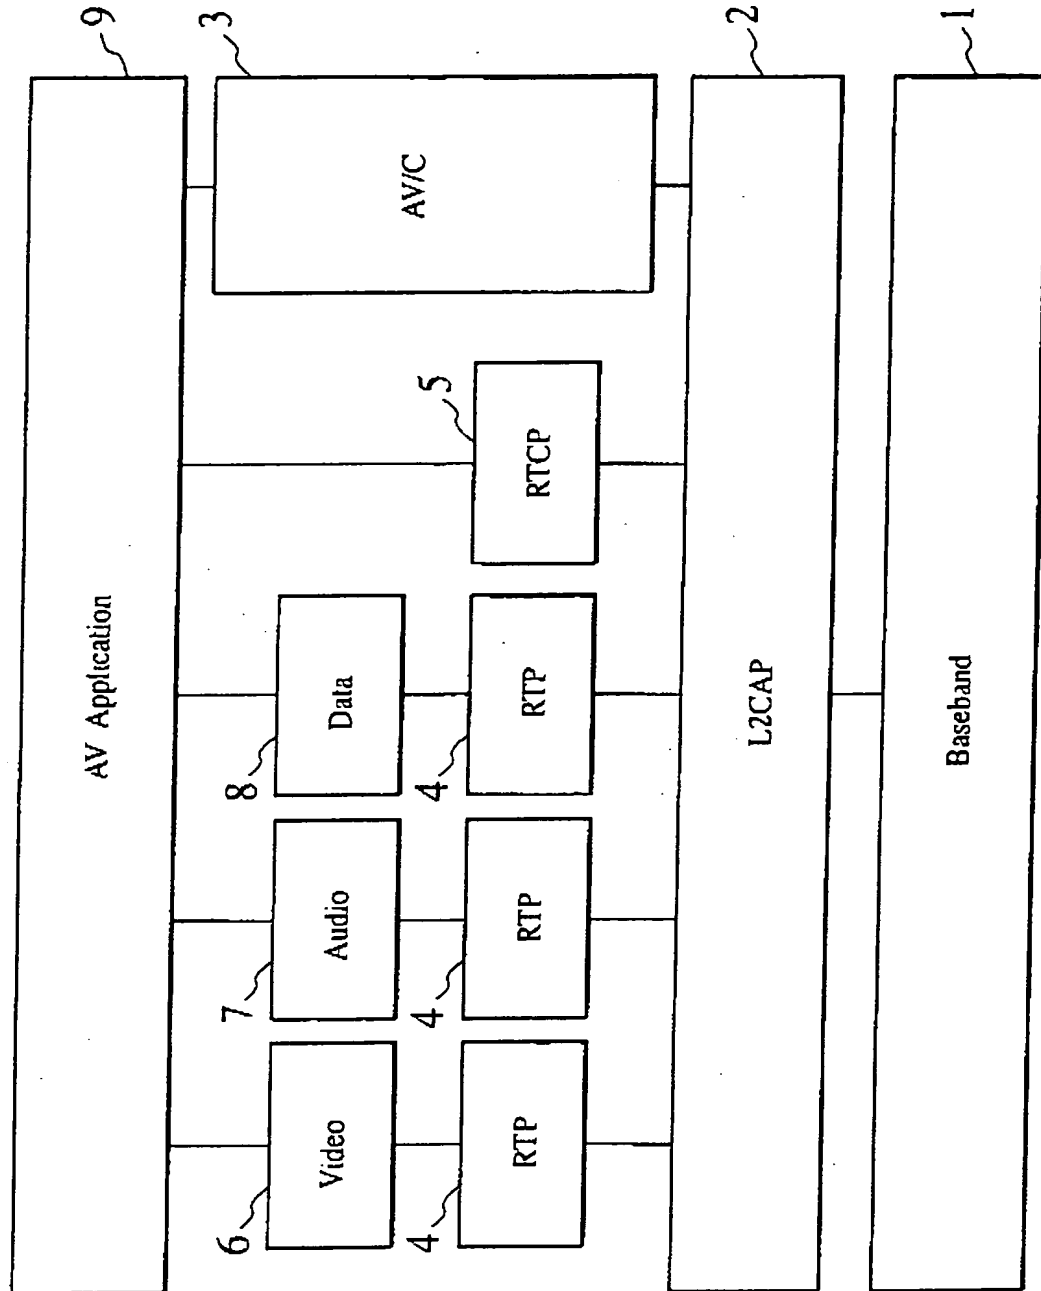 AV Application
9
6
Video
7
Audio
8
Data
4
RTP
4
RTP
4
RTP
5
RTCP
AV/C
3
L2CAP
2
Baseband
1